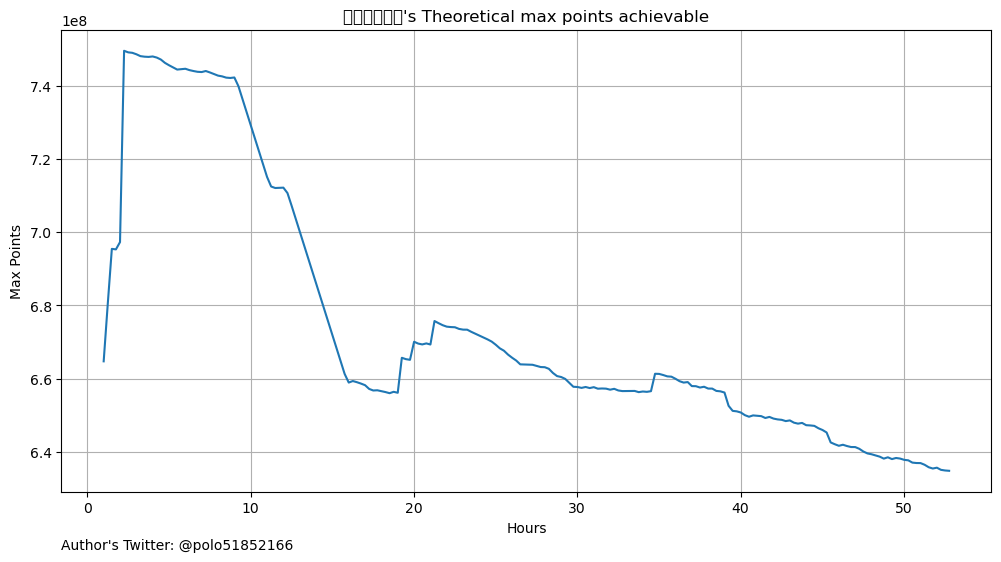 's Theoretical max points achievable
1e8
7.4
7.2
7.0
6.8
6.6
6.4
Max Points
0 10 20 30 40 50
Hours
Author's Twitter: @polo51852166